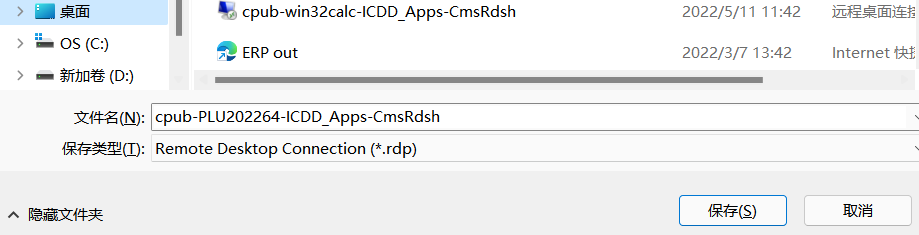 桌面
cpub-win32calc-ICDD_Apps-CmsRdsh
2022/5/11 11:42
远程桌面连接
OS (C:)
ERP out
2022/3/7 13:42
Internet 快捷
新加卷 (D:)
文件名(N):
cpub-PLU202264-ICDD_Apps-CmsRdsh
保存类型(T):
Remote Desktop Connection (*.rdp)
隐藏文件夹
保存(S)
取消